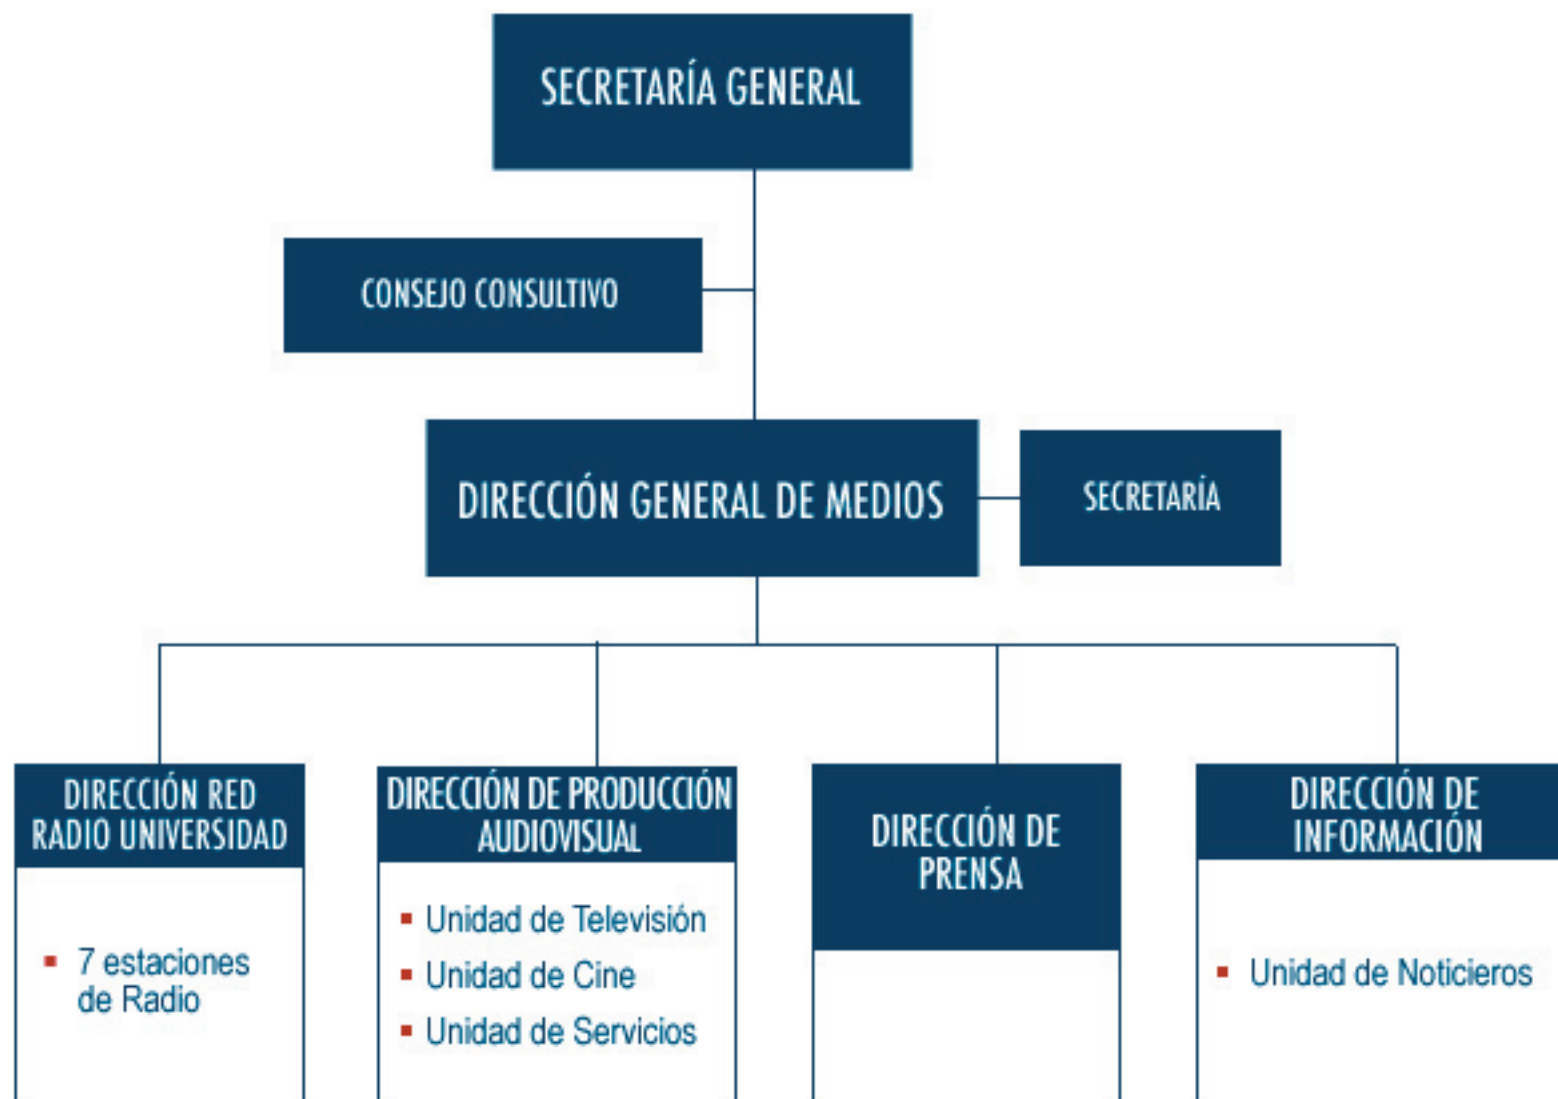 SECRETARÍA GENERAL
CONSEJO CONSULTIVO
DIRECCIÓN GENERAL DE MEDIOS
SECRETARÍA
DIRECCIÓN RED
RADIO UNIVERSIDAD
7 estaciones
de Radio
DIRECCIÓN DE PRODUCCIÓN
AUDIOVISUAL
Unidad de Televisión
Unidad de Cine
Unidad de Servicios
DIRECCIÓN DE
PRENSA
DIRECCIÓN DE
INFORMACIÓN
Unidad de Noticieros